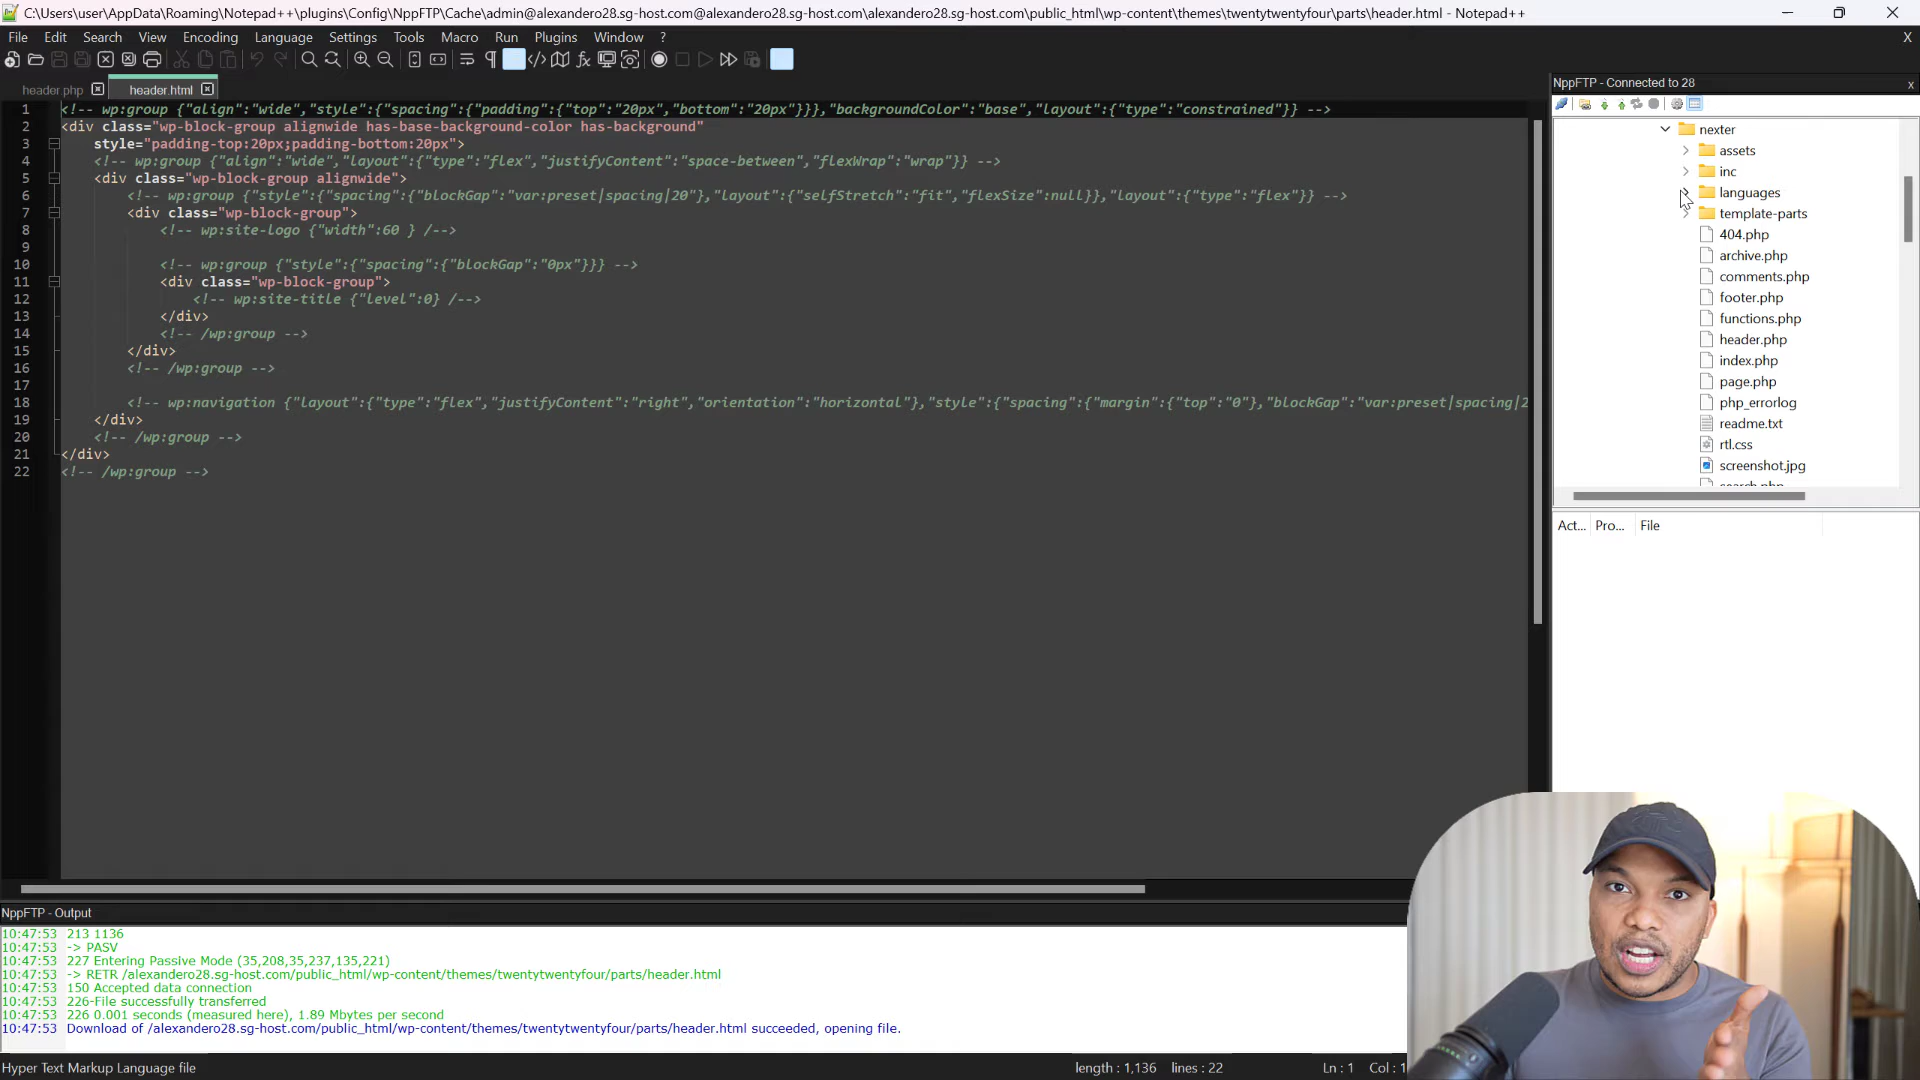 C:\Users\user\AppData\Roaming\Notepad++\plugins\Config\NppFTP\Cache\admin@alexandero28.sg-host.com@alexandero28.sg-host.com\alexandero28.sg-host.com\public_html\wp-content\themes\twentytwentyfour\parts\header.html - Notepad++
File Edit Search View Encoding Language Settings Tools Macro Run Plugins Window ? X
header.php header.html
1 <!-- wp:group {"align":"wide","style":{"spacing":{"padding":{"top":"20px","bottom":"20px"}}},"backgroundColor":"base","layout":{"type":"constrained"}} -->
2 <div class="wp-block-group alignwide has-base-background-color has-background"
3 style="padding-top:20px;padding-bottom:20px">
4 <!-- wp:group {"align":"wide","layout":{"type":"flex","justifyContent":"space-between","flexWrap":"wrap"}} -->
5 <div class="wp-block-group alignwide">
6 <!-- wp:group {"style":{"spacing":{"blockGap":"var:preset|spacing|20"},"layout":{"selfStretch":"fit","flexSize":null}},"layout":{"type":"flex"}} -->
7 <div class="wp-block-group">
8 <!-- wp:site-logo {"width":60 } /-->
9
10 <!-- wp:group {"style":{"spacing":{"blockGap":"0px"}}} -->
11 <div class="wp-block-group">
12 <!-- wp:site-title {"level":0} /-->
13 </div>
14 <!-- /wp:group -->
15 </div>
16 <!-- /wp:group -->
17
18 <!-- wp:navigation {"layout":{"type":"flex","justifyContent":"right","orientation":"horizontal"},"style":{"spacing":{"margin":{"top":"0"},"blockGap":"var:preset|spacing|2
19 </div>
20 <!-- /wp:group -->
21 </div>
22 <!-- /wp:group -->
NppFTP - Connected to 28 x
nexter
assets
inc
languages
template-parts
404.php
archive.php
comments.php
footer.php
functions.php
header.php
index.php
page.php
php_errorlog
readme.txt
rtl.css
screenshot.jpg
search.php
Act... Pro... File
NppFTP - Output
10:47:53 213 1136
10:47:53 -> PASV
10:47:53 227 Entering Passive Mode (35,208,35,237,135,221)
10:47:53 -> RETR /alexandero28.sg-host.com/public_html/wp-content/themes/twentytwentyfour/parts/header.html
10:47:53 150 Accepted data connection
10:47:53 226-File successfully transferred
10:47:53 226 0.001 seconds (measured here), 1.89 Mbytes per second
10:47:53 Download of /alexandero28.sg-host.com/public_html/wp-content/themes/twentytwentyfour/parts/header.html succeeded, opening file.
Hyper Text Markup Language file length : 1,136 lines : 22 Ln : 1 Col : 1